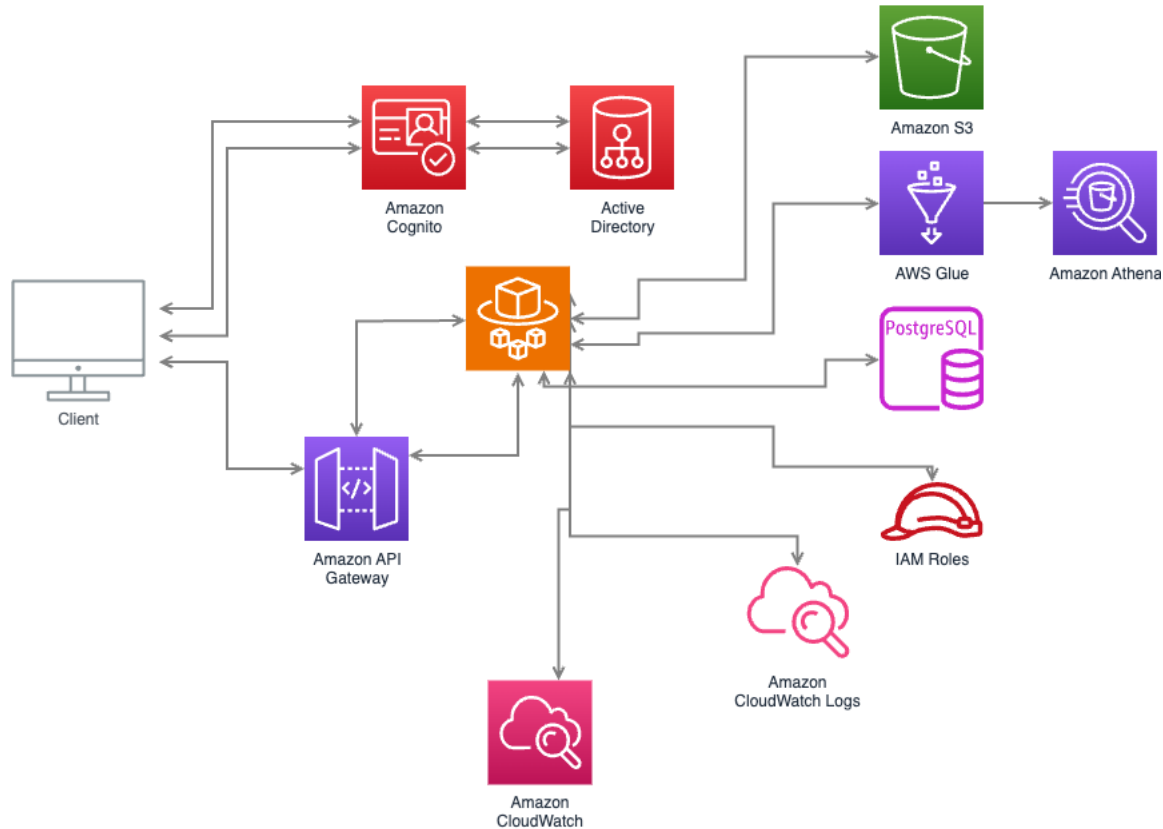 Amazon S3
Amazon
Cognito
Active
Directory
AWS Glue
Amazon Athena
PostgreSQL
Client
</>
Amazon API
Gateway
IAM Roles
Amazon
CloudWatch Logs
Amazon
CloudWatch